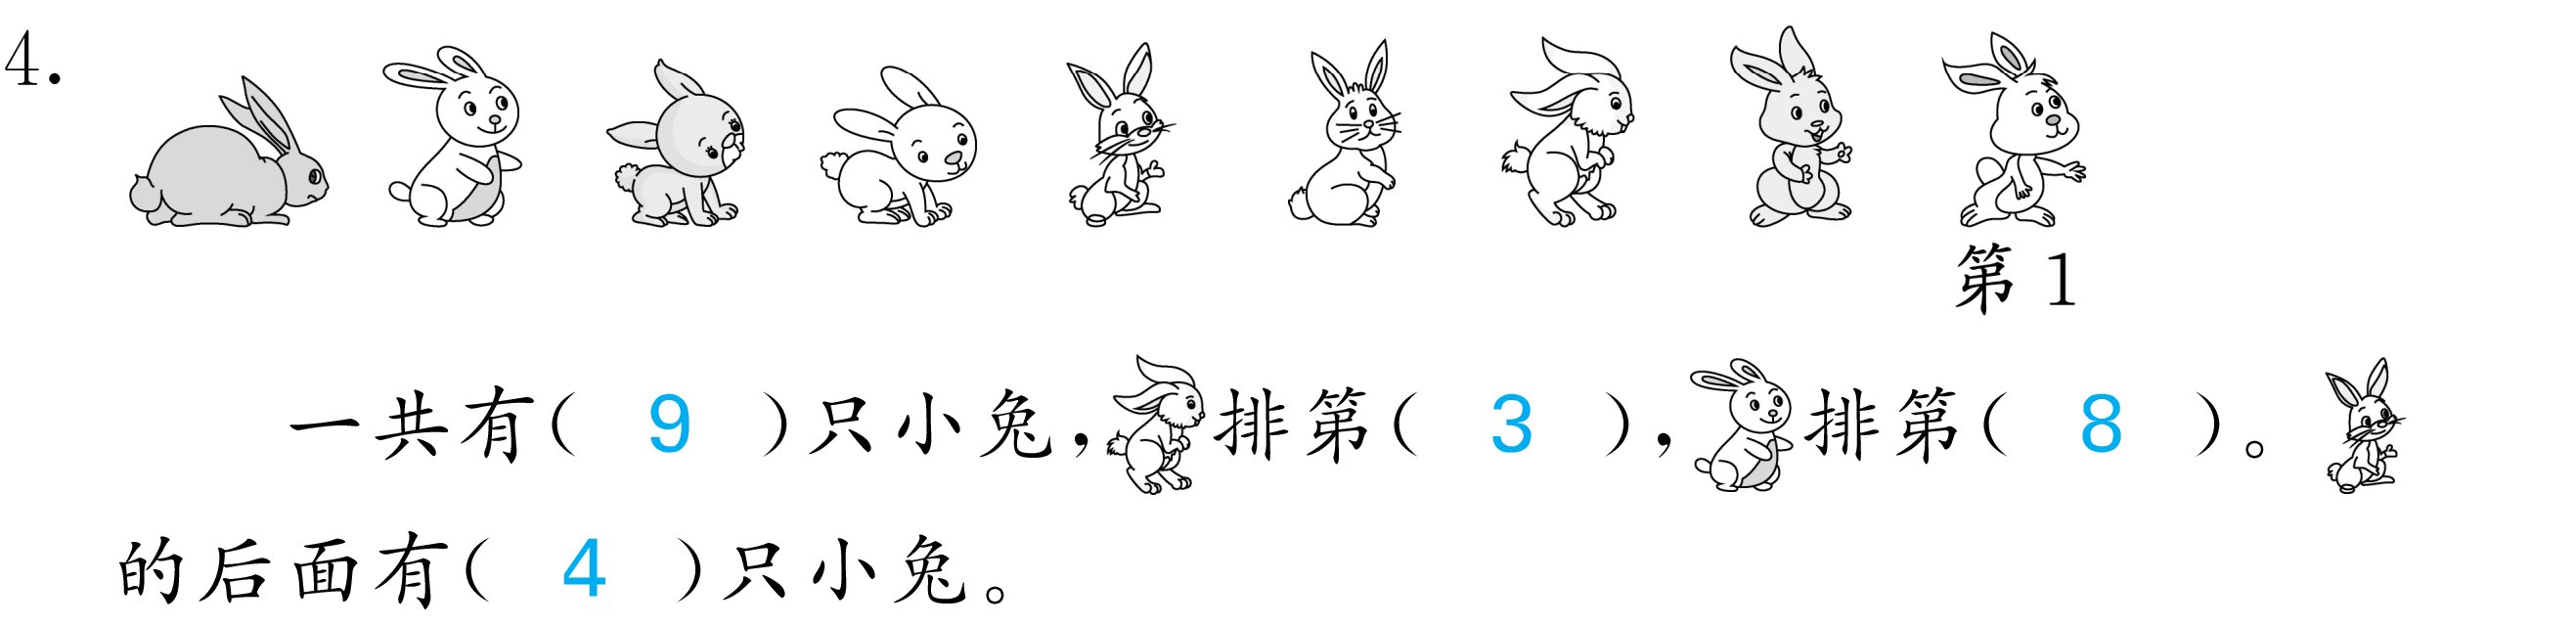 4.
第1
一共有( 9 )只小兔,排第( 3 ),排第( 8 )。
的后面有( 4 )只小兔。